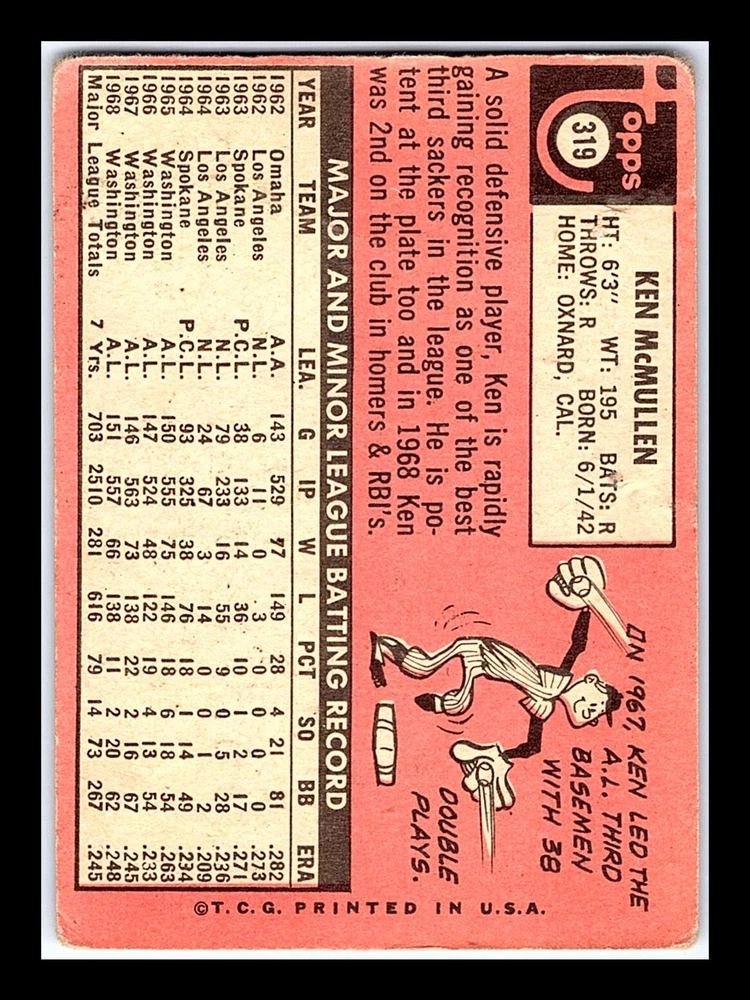 Topps
319
KEN McMULLEN
HT: 6'3" WT: 195 BATS: R
THROWS: R BORN: 6/1/42
HOME: OXNARD, CAL.
A solid defensive player, Ken is rapidly
gaining recognition as one of the best
third sackers in the league. He is po-
tent at the plate too and in 1968 Ken
was 2nd on the club in homers & RBI's.
IN 1967, KEN LED THE
A.L. THIRD
BASEMEN
WITH 38
DOUBLE
PLAYS.
MAJOR AND MINOR LEAGUE BATTING RECORD
YEAR TEAM LEA. G IP W L PCT SO BB ERA
1962 Omaha A.A. 143 529 97 149 28 4 21 81 .282
1962 Los Angeles N.L. 6 11 0 3 0 0 0 0 .273
1963 Spokane P.C.L. 38 133 14 36 10 1 2 17 .271
1963 Los Angeles N.L. 79 233 16 55 9 0 5 28 .236
1964 Los Angeles N.L. 24 67 3 14 0 0 1 2 .209
1964 Spokane P.C.L. 93 325 38 76 18 1 14 49 .234
1965 Washington A.L. 150 555 75 146 18 6 18 54 .263
1966 Washington A.L. 147 524 48 122 19 4 13 54 .233
1967 Washington A.L. 146 563 73 138 22 2 16 67 .245
1968 Washington A.L. 151 557 66 138 11 2 20 62 .248
Major League Totals 7 Yrs. 703 2510 281 616 79 14 73 267 .245
©T.C.G. PRINTED IN U.S.A.